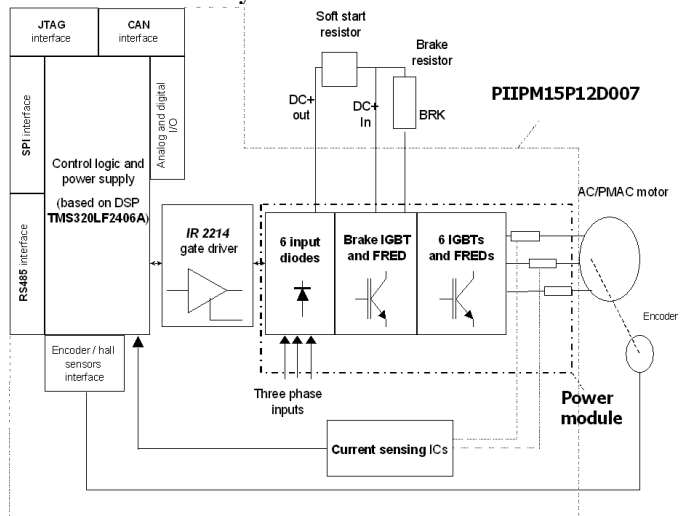 JTAG
interface
CAN
interface
SPI interface
RS485 interface
Analog and digital
I/O
Control logic and
power supply
(based on DSP
TMS320LF2406A)
Encoder / hall
sensors
interface
IR 2214
gate driver
Soft start
resistor
Brake
resistor
DC+
out
DC+
In
BRK
PIIPM15P12D007
AC/PMAC motor
6 input
diodes
Brake IGBT
and FRED
6 IGBTs
and FREDs
Encoder
Three phase
inputs
Power
module
Current sensing ICs